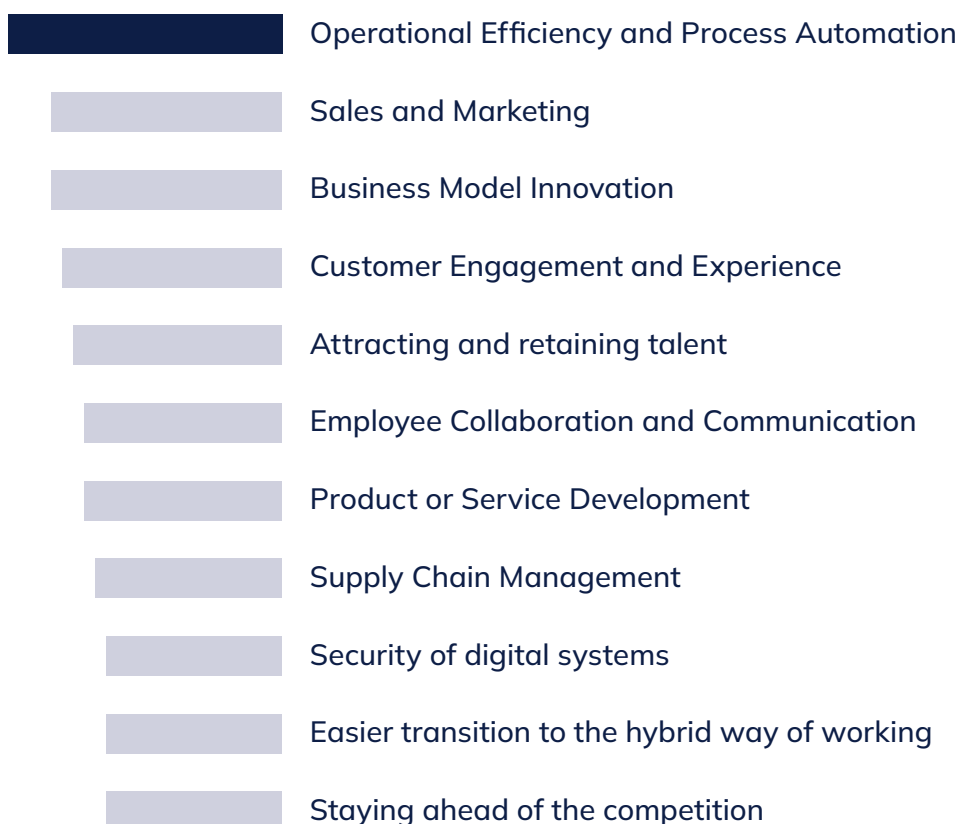 Operational Efficiency and Process Automation
Sales and Marketing
Business Model Innovation
Customer Engagement and Experience
Attracting and retaining talent
Employee Collaboration and Communication
Product or Service Development
Supply Chain Management
Security of digital systems
Easier transition to the hybrid way of working
Staying ahead of the competition